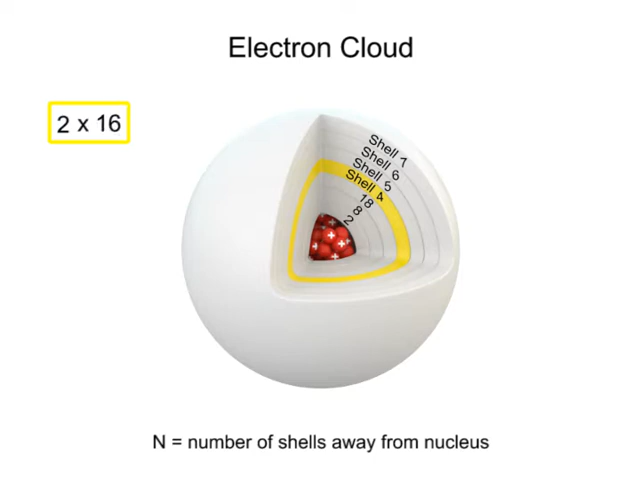 Electron Cloud
2 x 16
Shell 7
Shell 6
Shell 5
Shell 4
18
8
2
N = number of shells away from nucleus